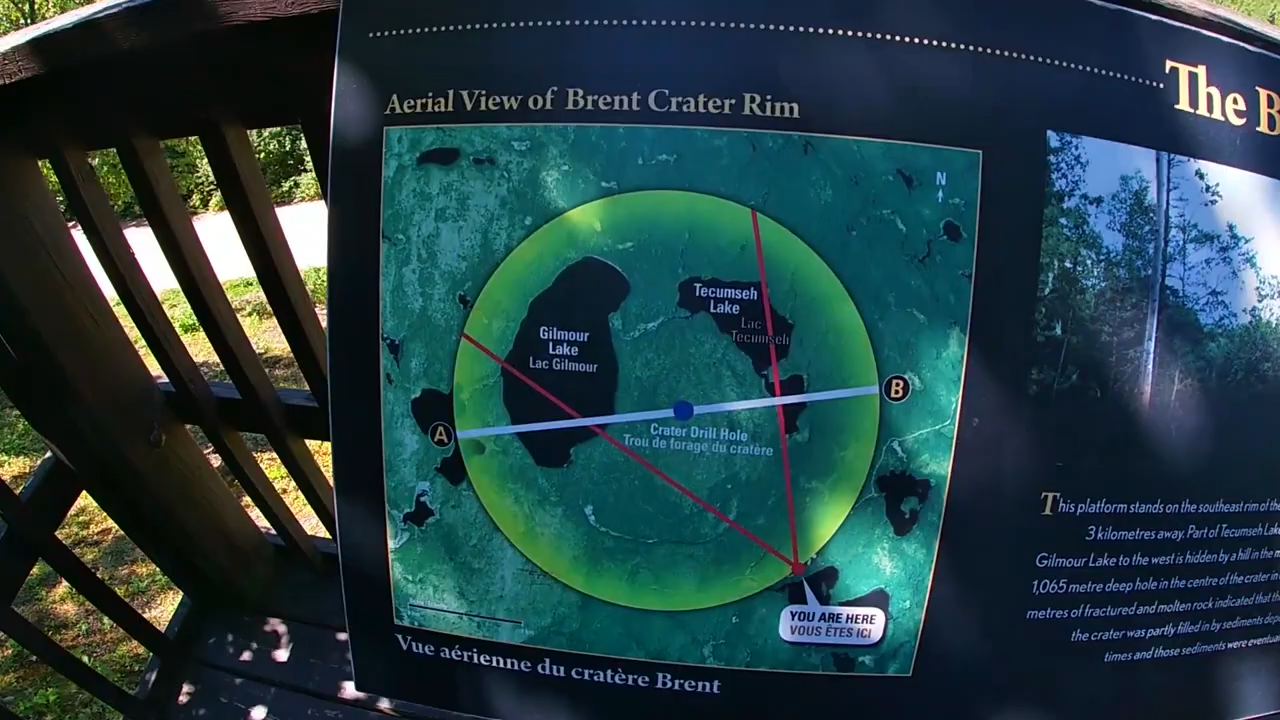 Aerial View of Brent Crater Rim
The B
N
Tecumseh
Lake
Lac
Tecumseh
Gilmour
Lake
Lac Gilmour
A
B
Crater Drill Hole
Trou de forage du cratère
YOU ARE HERE
VOUS ÊTES ICI
Vue aérienne du cratère Brent
This platform stands on the southeast rim of the
3 kilometres away. Part of Tecumseh Lake
Gilmour Lake to the west is hidden by a hill in the
1,065 metre deep hole in the centre of the crater in
metres of fractured and molten rock indicated that
the crater was partly filled in by sediments
times and those sediments were